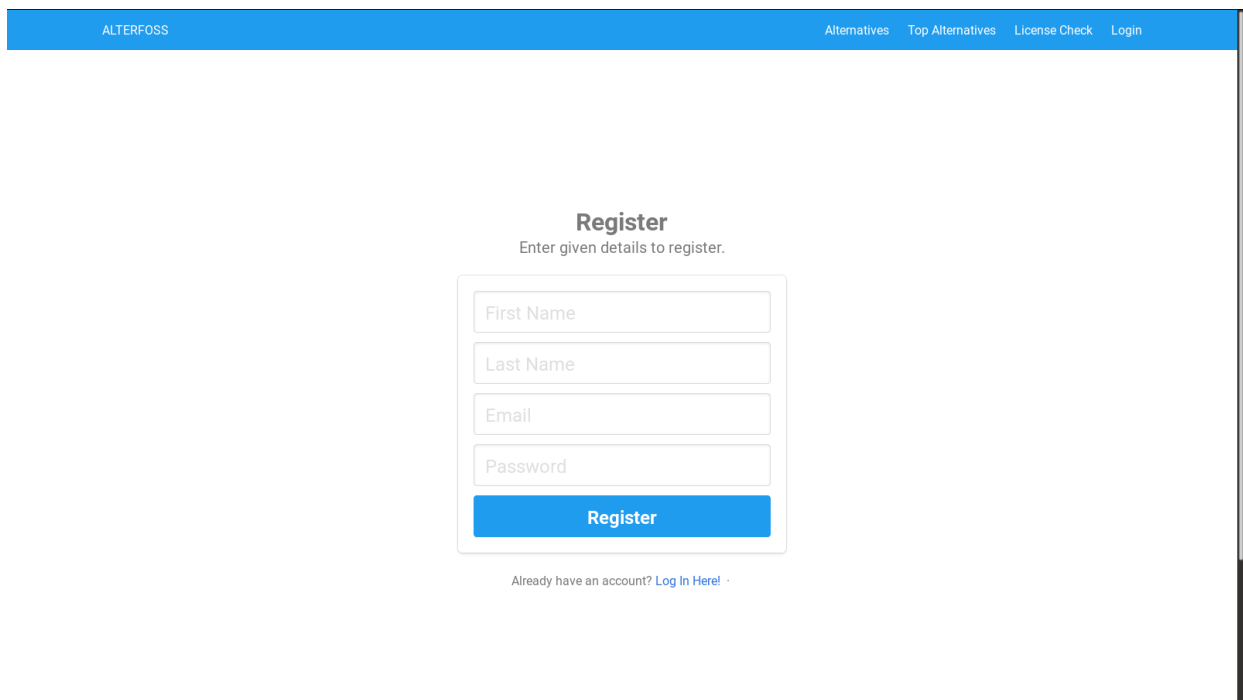 ALTERFOSS Alternatives Top Alternatives License Check Login
Register
Enter given details to register.
First Name
Last Name
Email
Password
Register
Already have an account? Log In Here! ·